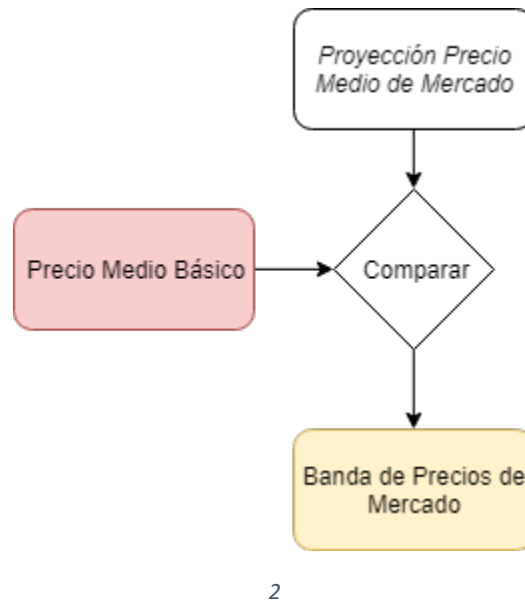 Proyección Precio
Medio de Mercado
Precio Medio Básico
Comparar
Banda de Precios de
Mercado
2